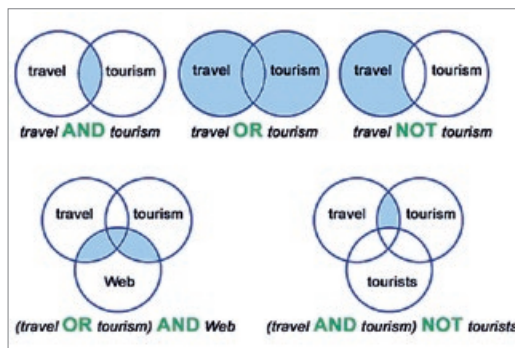 travel tourism
travel AND tourism
travel tourism
travel OR tourism
travel tourism
travel NOT tourism
travel tourism
Web
(travel OR tourism) AND Web
travel tourism
tourists
(travel AND tourism) NOT tourists